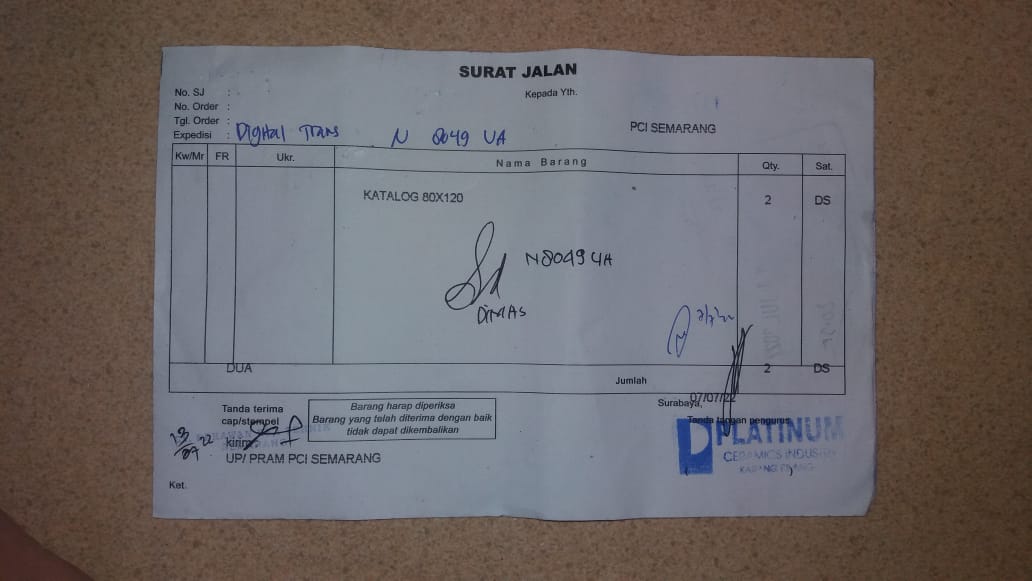 SURAT JALAN
Kepada Yth.
No. SJ :
No. Order :
Tgl. Order :
Expedisi : Digital Trans N 8049 UA
PCI SEMARANG
Kw/Mr FR Ukr. Nama Barang Qty. Sat.
KATALOG 80X120 2 DS
N8049 UA
DIMAS
DUA
Jumlah 2 DS
Surabaya, 07/07/22
Tanda terima
cap/stempel
kirim
UP/ PRAM PCI SEMARANG
Barang harap diperiksa
Barang yang telah diterima dengan baik
tidak dapat dikembalikan
Tanda tangan pengurus
PLATINUM
CERAMICS INDUSTRY
13/07 22
Ket.